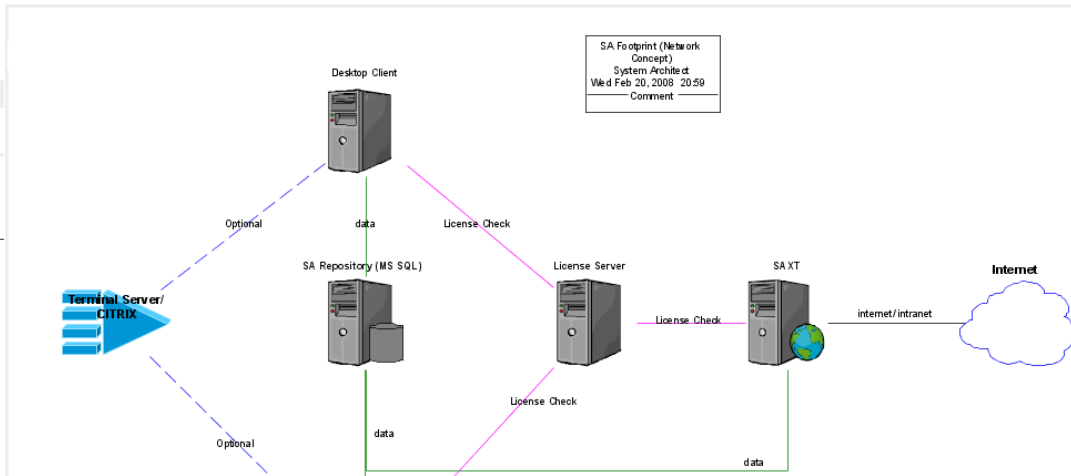 SA Footprint (Network
Concept)
System Architect
Wed Feb 20, 2008 20:59
Comment
Desktop Client
Optional
data
License Check
SA Repository (MS SQL)
License Server
SAXT
Internet
Terminal Server/
CITRIX
License Check
internet/intranet
License Check
data
Optional
data